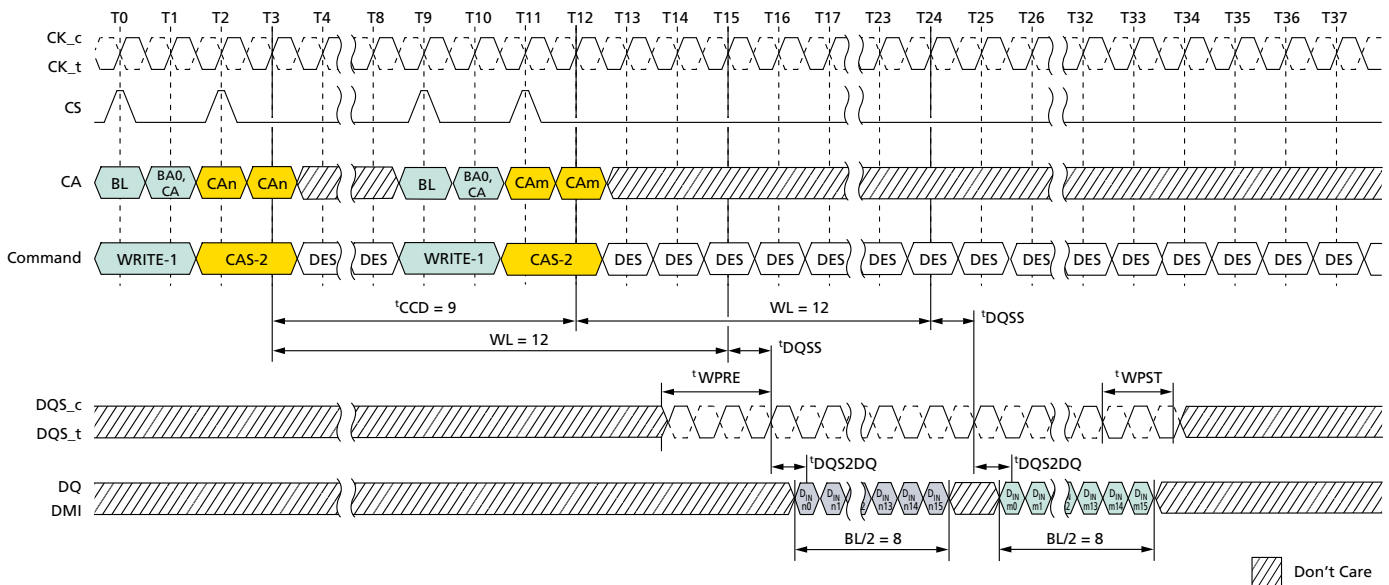 T0 T1 T2 T3 T4 T8 T9 T10 T11 T12 T13 T14 T15 T16 T17 T23 T24 T25 T26 T32 T33 T34 T35 T36 T37
CK_c
CK_t
CS
CA BL BA0, CA CAn CAn BL BA0, CA CAm CAm
Command WRITE-1 CAS-2 DES DES WRITE-1 CAS-2 DES DES DES DES DES DES DES DES DES DES DES DES DES DES DES
tCCD = 9 WL = 12 tDQSS
WL = 12 tDQSS
tWPRE tWPST
DQS_c
DQS_t
tDQS2DQ tDQS2DQ
DQ
DMI
DIN n0 DIN n1 DIN n13 DIN n14 DIN n15 DIN m0 DIN m1 DIN m13 DIN m14 DIN m15
BL/2 = 8 BL/2 = 8
Don't Care